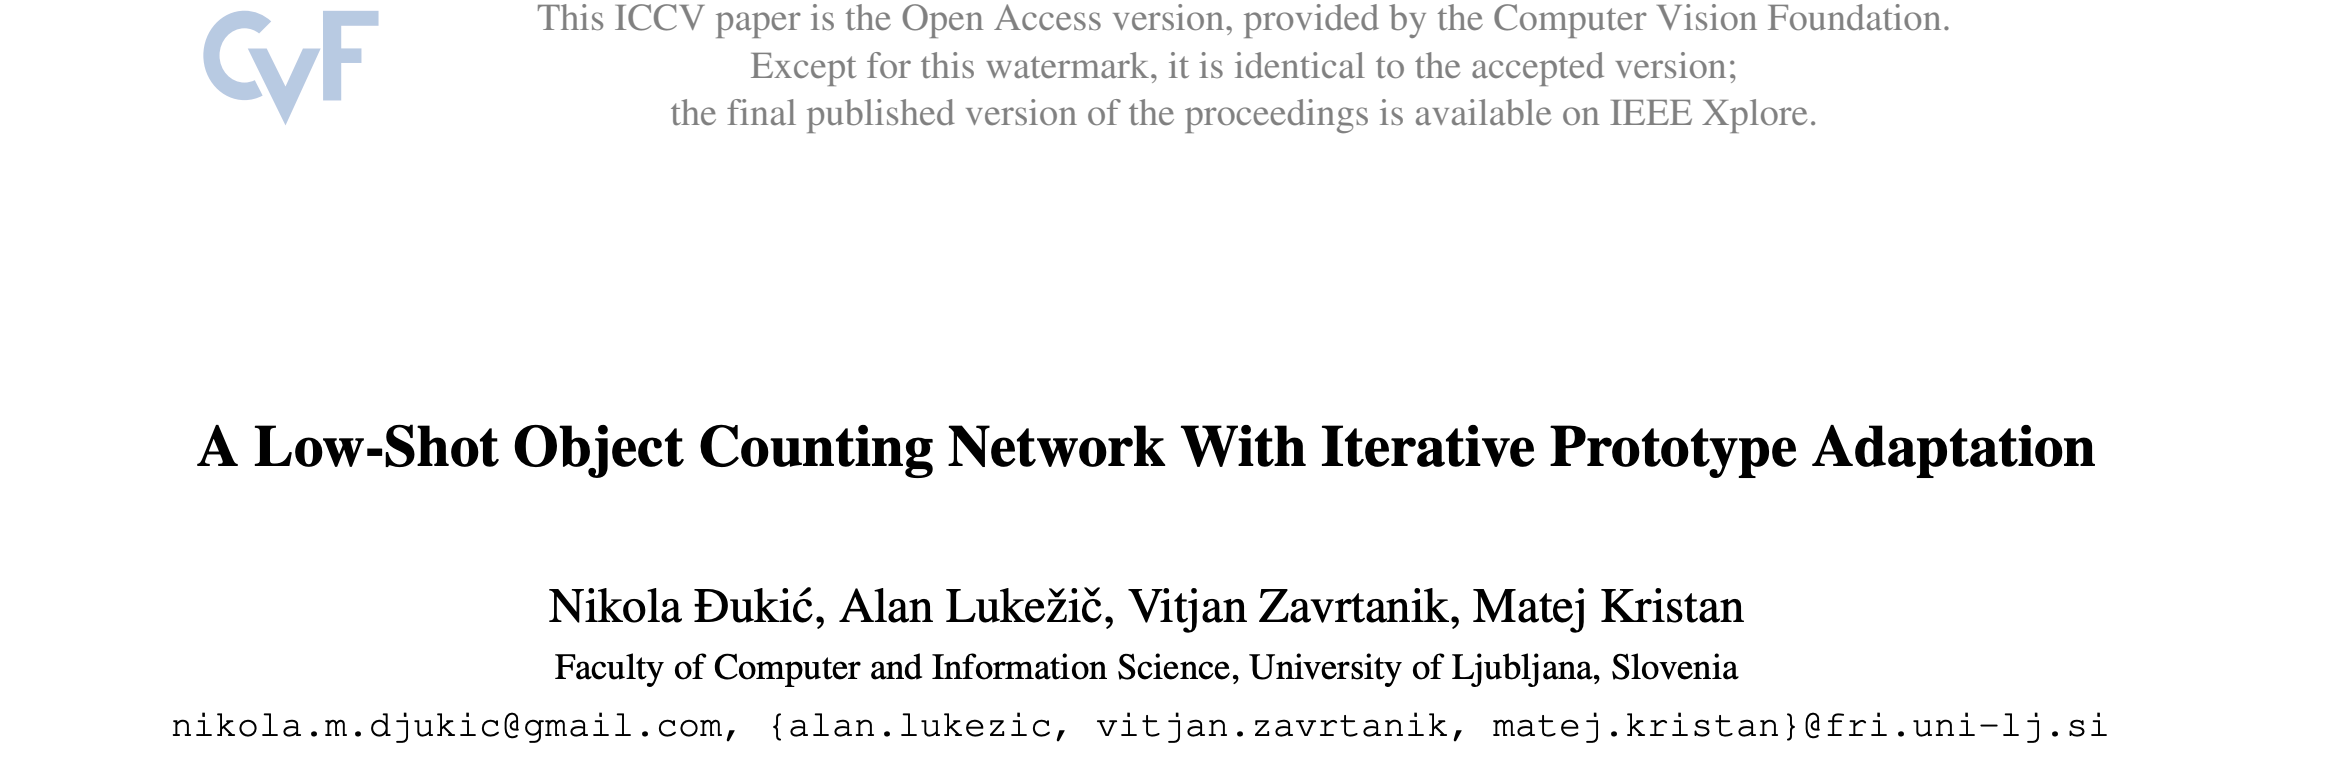 CVF
This ICCV paper is the Open Access version, provided by the Computer Vision Foundation.
Except for this watermark, it is identical to the accepted version;
the final published version of the proceedings is available on IEEE Xplore.
A Low-Shot Object Counting Network With Iterative Prototype Adaptation
Nikola Đukić, Alan Lukežič, Vitjan Zavrtanik, Matej Kristan
Faculty of Computer and Information Science, University of Ljubljana, Slovenia
nikola.m.djukic@gmail.com, {alan.lukezic, vitjan.zavrtanik, matej.kristan}@fri.uni-lj.si